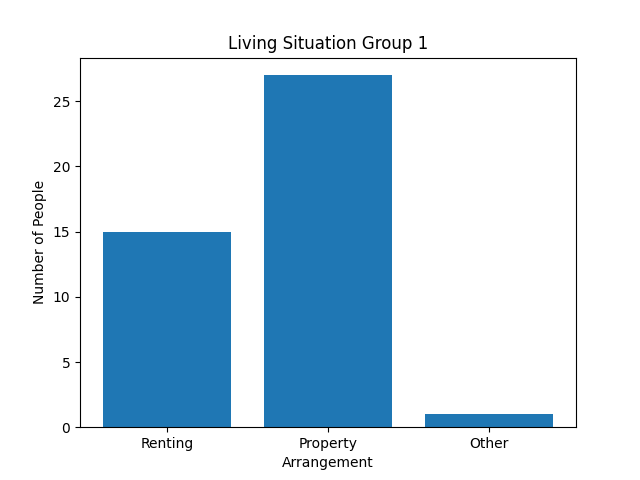 Living Situation Group 1
Number of People
25
20
15
10
5
0
Renting
Property
Other
Arrangement